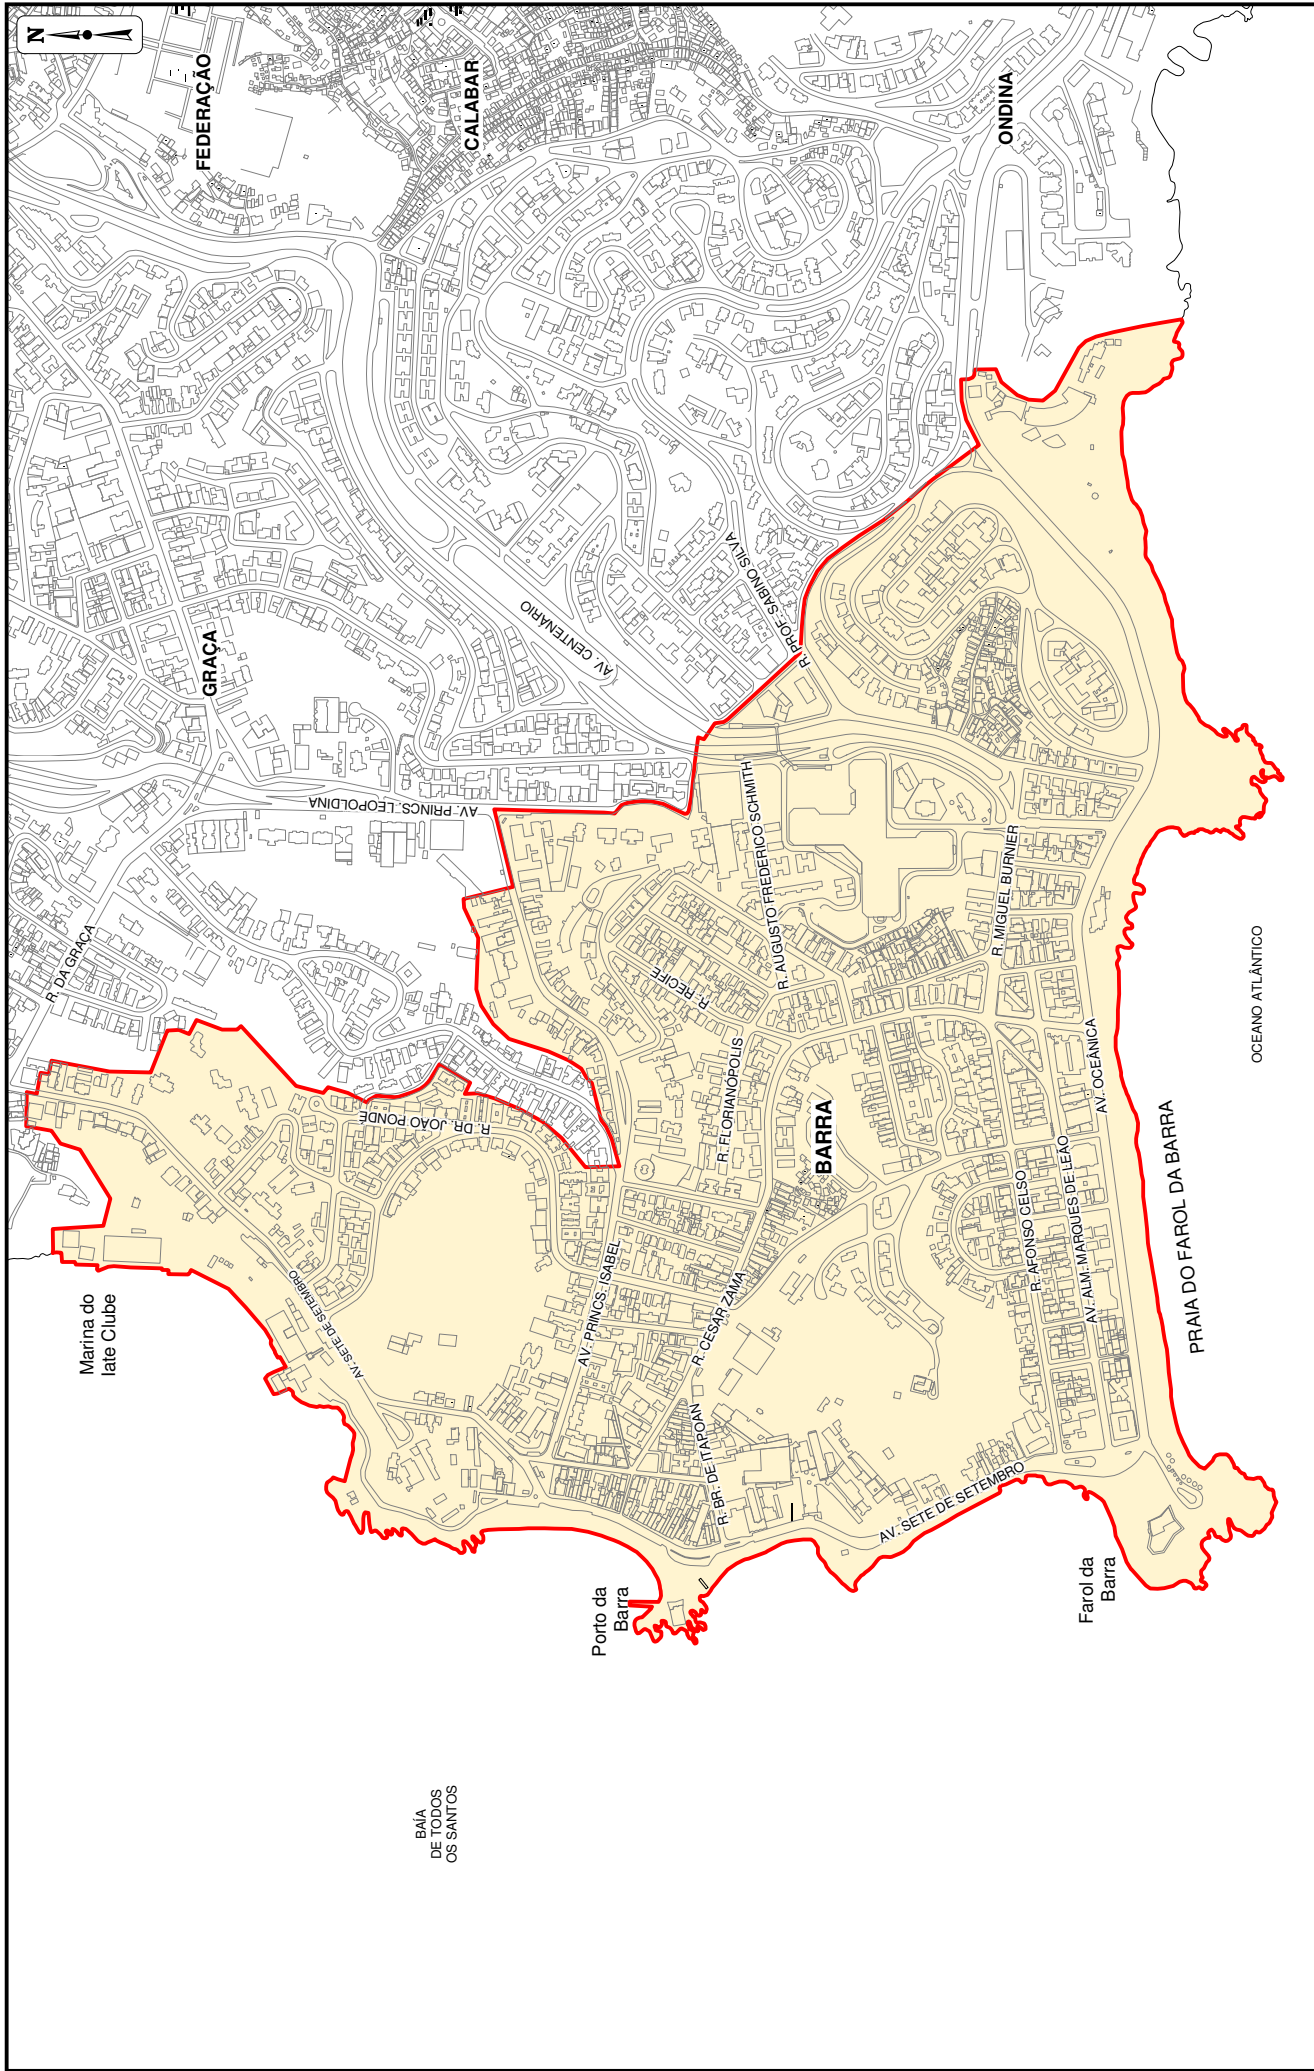 N
FEDERAÇÃO
CALABAR
ONDINA
GRAÇA
AV. CENTENÁRIO
R. PROF. SABINO SILVA
AV. PRINCS. LEOPOLDINA
R. DA GRAÇA
R. AUGUSTO FREDERICO SCHMITH
R. MIGUEL BURNIER
R. RECIFE
R. FLORIANÓPOLIS
R. DR. JOÃO PONDÉ
BARRA
AV. OCEÂNICA
OCEANO ATLÂNTICO
PRAIA DO FAROL DA BARRA
R. AFONSO CELSO
AV. ALM. MARQUES DE LEÃO
AV. PRINCS. ISABEL
R. CESAR ZAMA
AV. SETE DE SETEMBRO
Marina do
Iate Clube
R. BR. DE ITAPOAN
AV. SETE DE SETEMBRO
Porto da
Barra
Farol da
Barra
BAÍA
DE TODOS
OS SANTOS